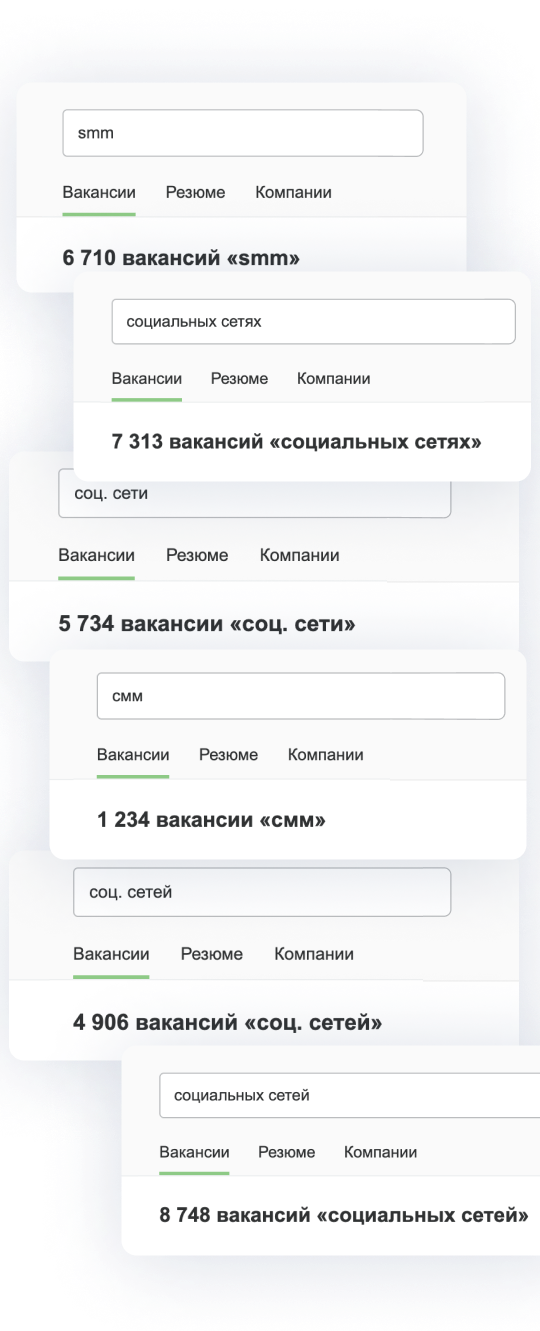 smm
Вакансии Резюме Компании
6 710 вакансий «smm»
социальных сетях
Вакансии Резюме Компании
7 313 вакансий «социальных сетях»
соц. сети
Вакансии Резюме Компании
5 734 вакансии «соц. сети»
смм
Вакансии Резюме Компании
1 234 вакансии «смм»
соц. сетей
Вакансии Резюме Компании
4 906 вакансий «соц. сетей»
социальных сетей
Вакансии Резюме Компании
8 748 вакансий «социальных сетей»